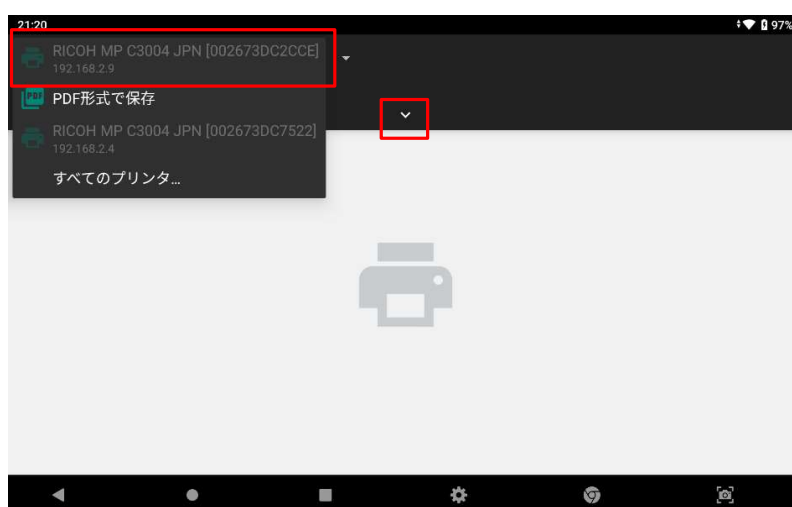 21:20
97%
RICOH MP C3004 JPN [002673DC2CCE]
192.168.2.9
PDF形式で保存
RICOH MP C3004 JPN [002673DC7522]
192.168.2.4
すべてのプリンタ...